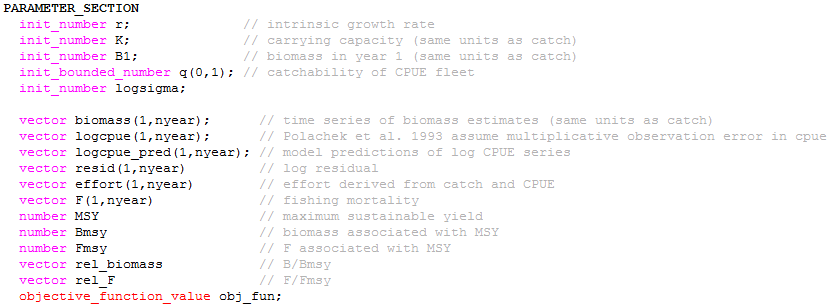 PARAMETER_SECTION
init_number r; // intrinsic growth rate
init_number K; // carrying capacity (same units as catch)
init_number B1; // biomass in year 1 (same units as catch)
init_bounded_number q(0,1); // catchability of CPUE fleet
init_number logsigma;
vector biomass(1,nyear); // time series of biomass estimates (same units as catch)
vector logcpue(1,nyear); // Polachek et al. 1993 assume multiplicative observation error in cpue
vector logcpue_pred(1,nyear); // model predictions of log CPUE series
vector resid(1,nyear) // log residual
vector effort(1,nyear) // effort derived from catch and CPUE
vector F(1,nyear) // fishing mortality
number MSY // maximum sustainable yield
number Bmsy // biomass associated with MSY
number Fmsy // F associated with MSY
vector rel_biomass // B/Bmsy
vector rel_F // F/Fmsy
objective_function_value obj_fun;